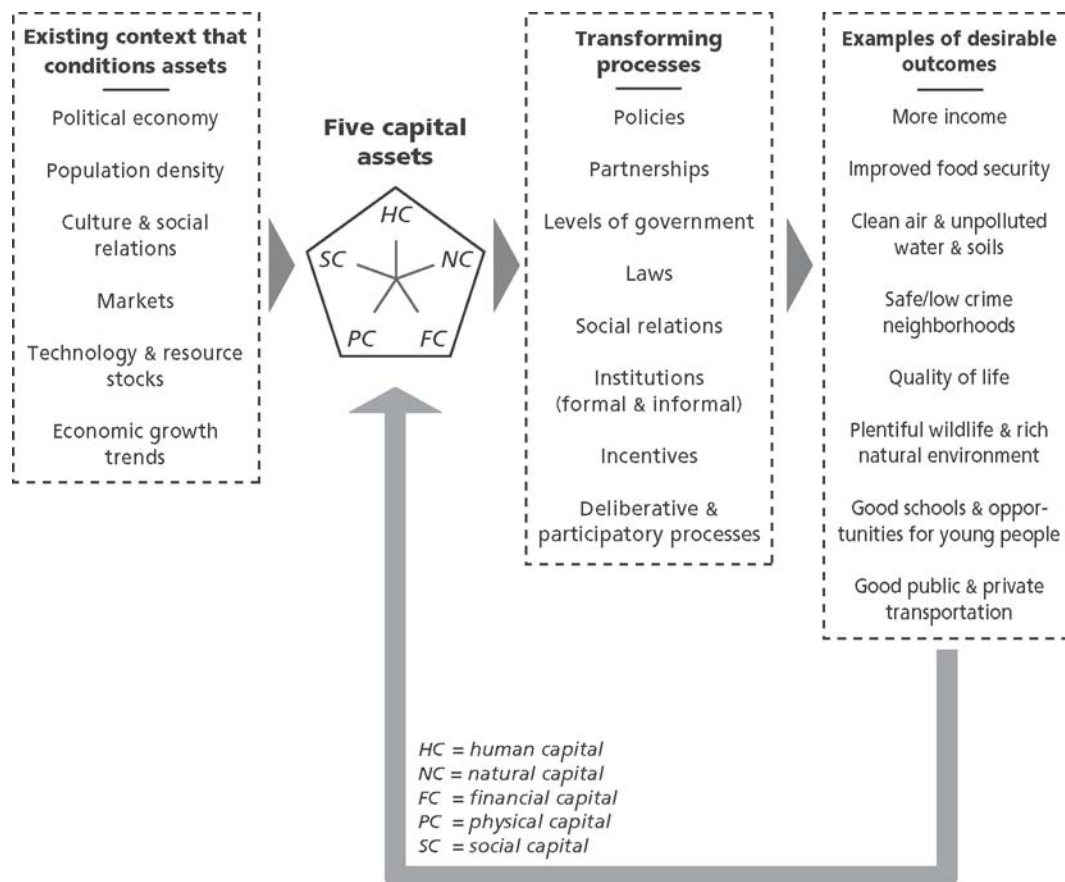 Existing context that
conditions assets
Political economy
Population density
Culture & social
relations
Markets
Technology & resource
stocks
Economic growth
trends
Five capital
assets
HC
SC
NC
PC
FC
Transforming
processes
Policies
Partnerships
Levels of government
Laws
Social relations
Institutions
(formal & informal)
Incentives
Deliberative &
participatory processes
Examples of desirable
outcomes
More income
Improved food security
Clean air & unpolluted
water & soils
Safe/low crime
neighborhoods
Quality of life
Plentiful wildlife & rich
natural environment
Good schools & oppor-
tunities for young people
Good public & private
transportation
HC = human capital
NC = natural capital
FC = financial capital
PC = physical capital
SC = social capital